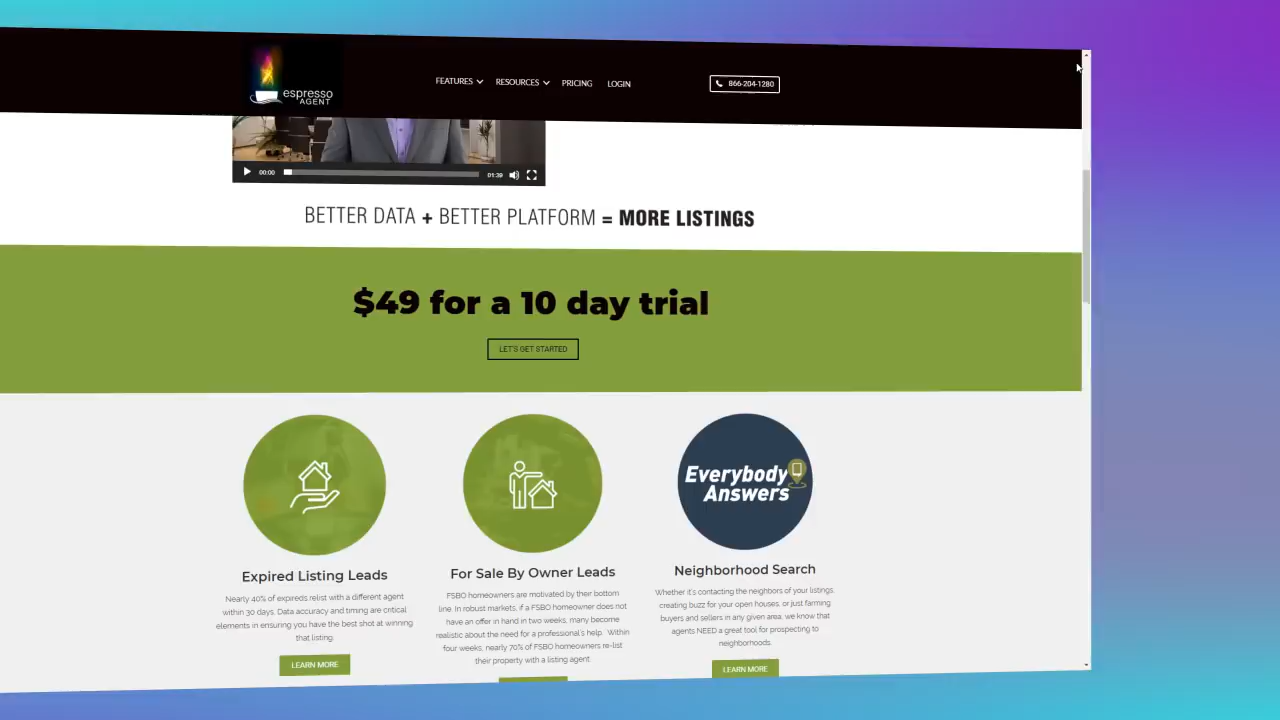 espresso
AGENT
FEATURES RESOURCES PRICING LOGIN
866-204-1280
00:00 01:39
BETTER DATA + BETTER PLATFORM = MORE LISTINGS
$49 for a 10 day trial
LET'S GET STARTED
Everybody
Answers
Expired Listing Leads
Nearly 40% of expireds relist with a different agent
within 30 days. Data accuracy and timing are critical
elements in ensuring you have the best shot at winning
that listing.
LEARN MORE
For Sale By Owner Leads
FSBO homeowners are motivated by their bottom
line. In robust markets, if a FSBO homeowner does not
have an offer in hand in two weeks, many become
realistic about the need for a professional's help. Within
four weeks, nearly 70% of FSBO homeowners re-list
their property with a listing agent.
Neighborhood Search
Whether it's contacting the neighbors of your listings,
creating buzz for your open houses, or just farming
buyers and sellers in any given area, we know that
agents NEED a great tool for prospecting to
neighborhoods.
LEARN MORE